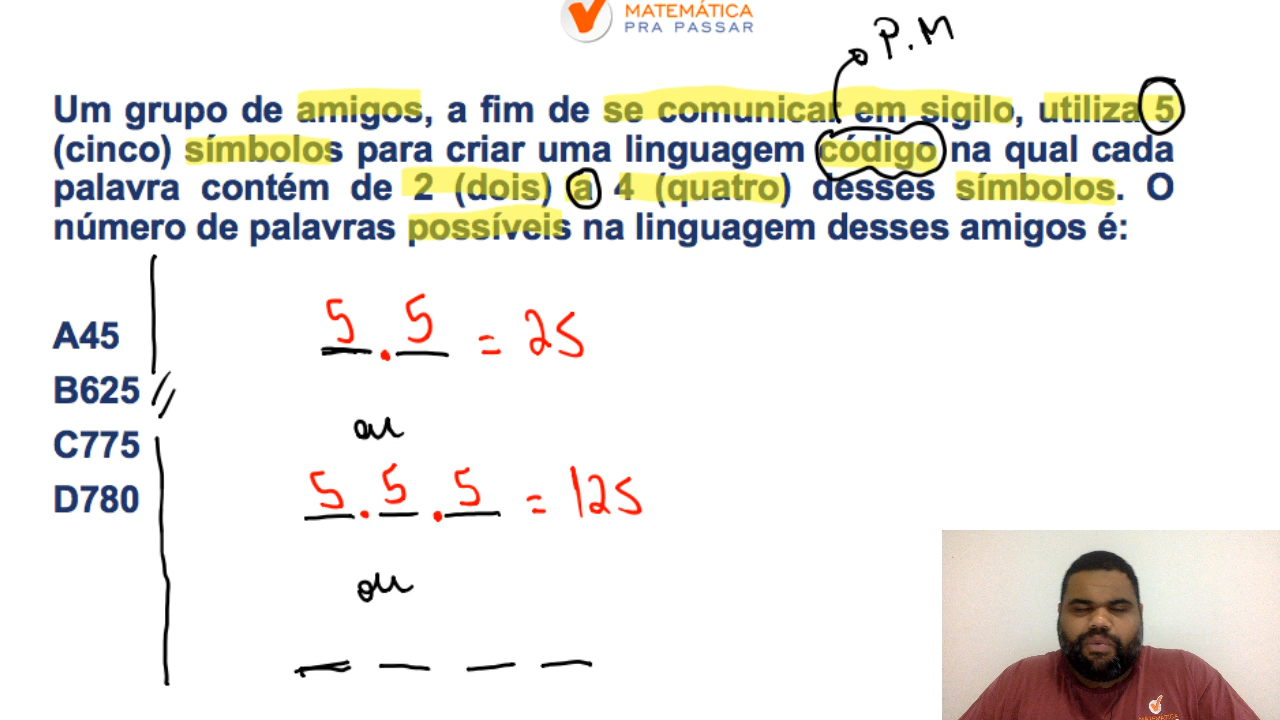 MATEMÁTICA
PRA PASSAR
P.M
Um grupo de amigos, a fim de se comunicar em sigilo, utiliza 5
(cinco) símbolos para criar uma linguagem código na qual cada
palavra contém de 2 (dois) a 4 (quatro) desses símbolos. O
número de palavras possíveis na linguagem desses amigos é:
A45
B625
C775
D780
5 . 5 = 25
ou
5 . 5 . 5 = 125
ou
MATEMÁTICA